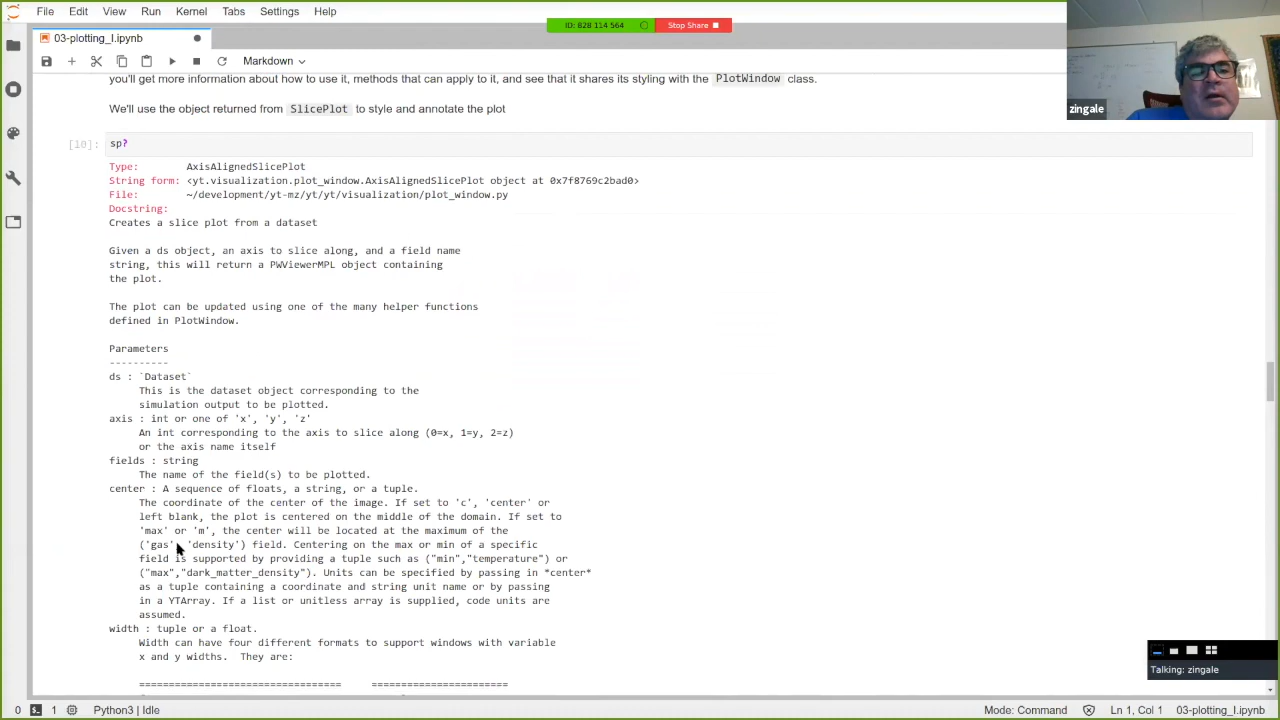 File Edit View Run Kernel Tabs Settings Help
ID: 828 114 564 Stop Share
03-plotting_I.ipynb
Markdown
you'll get more information about how to use it, methods that can apply to it, and see that it shares its styling with the PlotWindow class.
We'll use the object returned from SlicePlot to style and annotate the plot
[10]: sp?
Type: AxisAlignedSlicePlot
String form: <yt.visualization.plot_window.AxisAlignedSlicePlot object at 0x7f8769c2bad0>
File: ~/development/yt-mz/yt/yt/visualization/plot_window.py
Docstring:
Creates a slice plot from a dataset
Given a ds object, an axis to slice along, and a field name
string, this will return a PWViewerMPL object containing
the plot.
The plot can be updated using one of the many helper functions
defined in PlotWindow.
Parameters
----------
ds : `Dataset`
This is the dataset object corresponding to the
simulation output to be plotted.
axis : int or one of 'x', 'y', 'z'
An int corresponding to the axis to slice along (0=x, 1=y, 2=z)
or the axis name itself
fields : string
The name of the field(s) to be plotted.
center : A sequence of floats, a string, or a tuple.
The coordinate of the center of the image. If set to 'c', 'center' or
left blank, the plot is centered on the middle of the domain. If set to
'max' or 'm', the center will be located at the maximum of the
('gas', 'density') field. Centering on the max or min of a specific
field is supported by providing a tuple such as ("min","temperature") or
("max","dark_matter_density"). Units can be specified by passing in *center*
as a tuple containing a coordinate and string unit name or by passing
in a YTArray. If a list or unitless array is supplied, code units are
assumed.
width : tuple or a float.
Width can have four different formats to support windows with variable
x and y widths.  They are:
================================== =======================
zingale
Talking: zingale
0 1 Python3 | Idle Mode: Command Ln 1, Col 1 03-plotting_I.ipynb